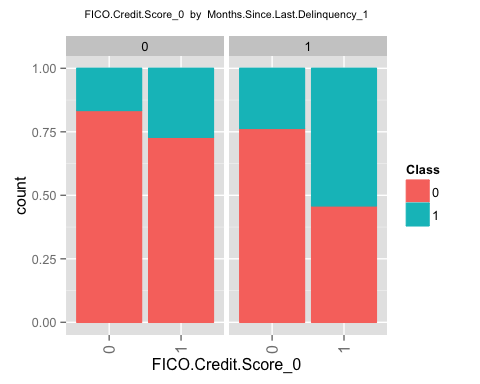 FICO.Credit.Score_0 by Months.Since.Last.Delinquency_1
0 1
1.00
0.75
0.50
0.25
0.00
count
0 1 0 1
FICO.Credit.Score_0
Class
0
1